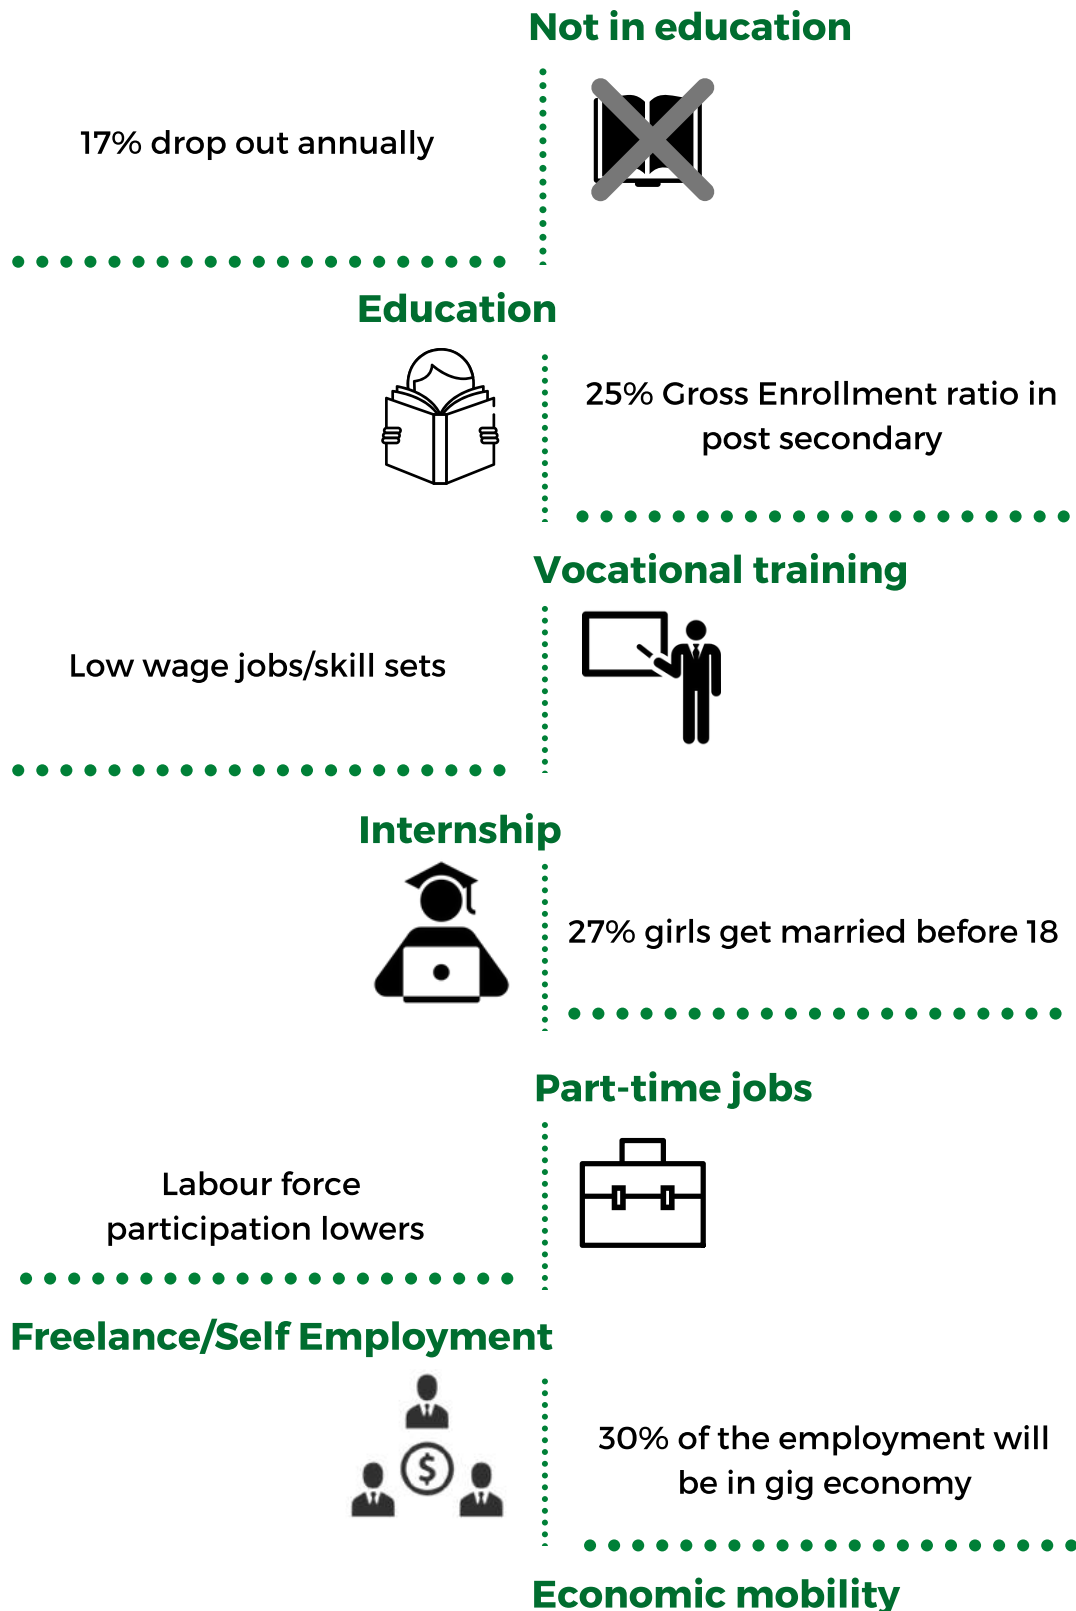 Not in education
17% drop out annually
Education
25% Gross Enrollment ratio in
post secondary
Vocational training
Low wage jobs/skill sets
Internship
27% girls get married before 18
Part-time jobs
Labour force
participation lowers
Freelance/Self Employment
$
30% of the employment will
be in gig economy
Economic mobility